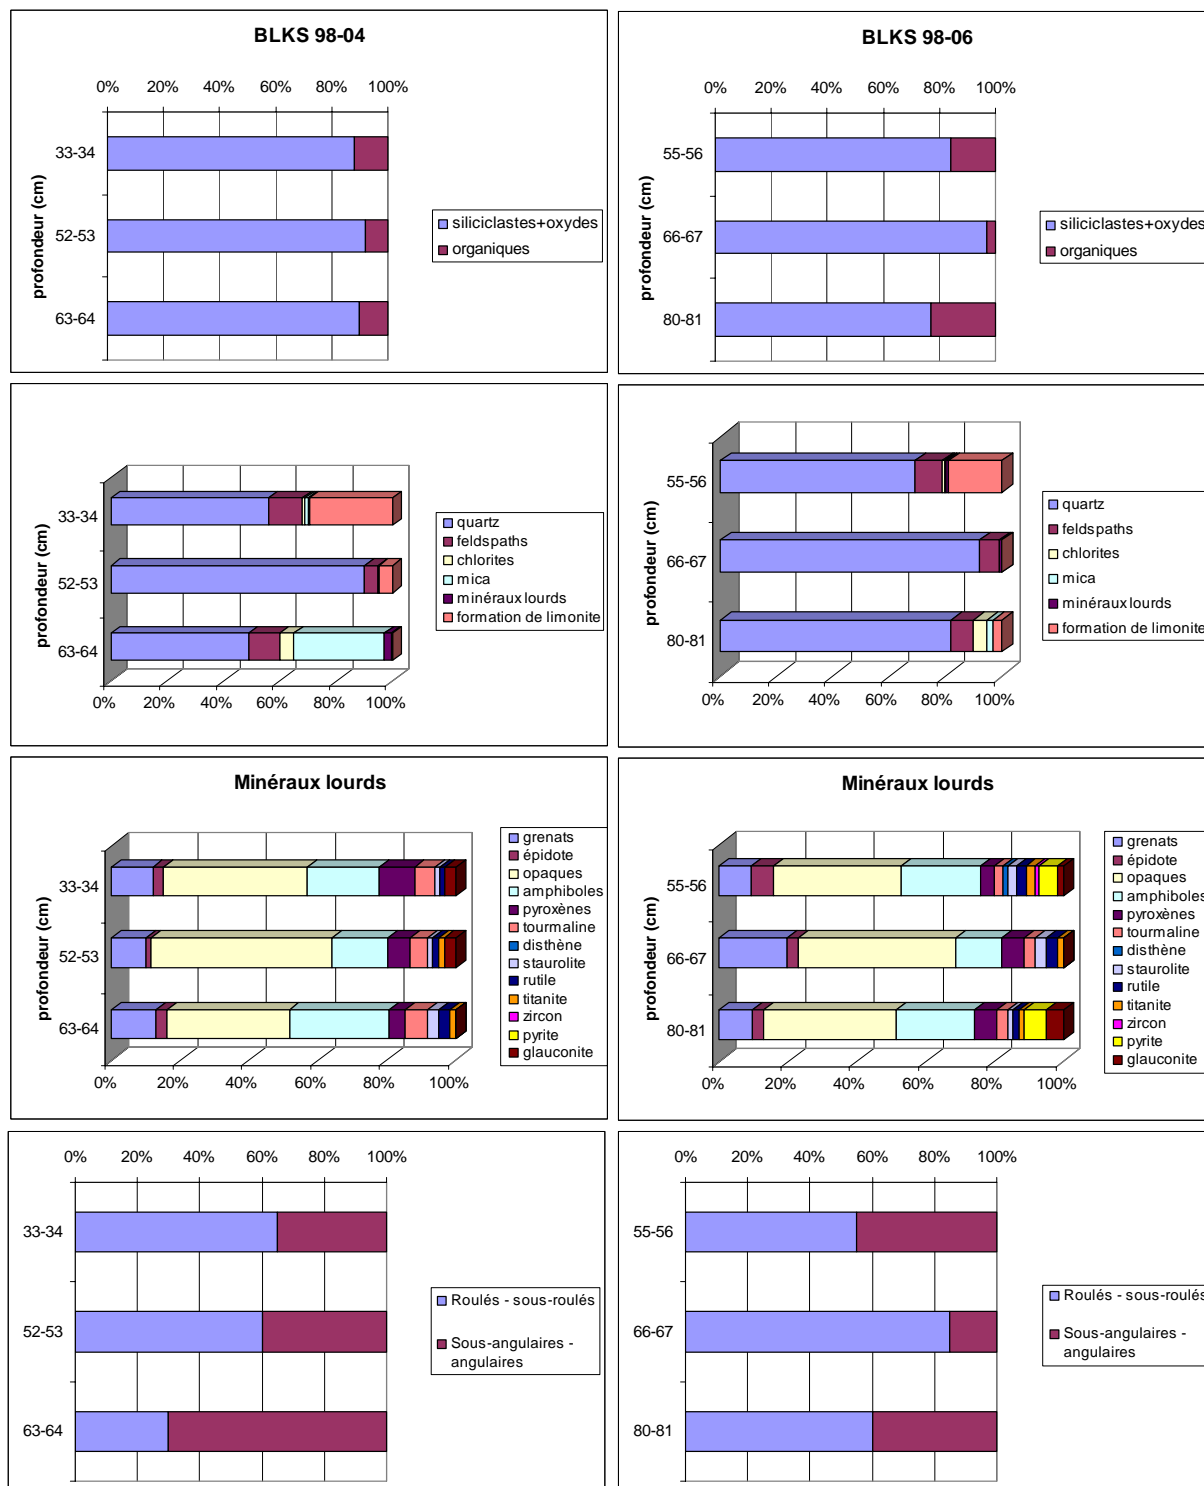 BLKS 98-04
0% 20% 40% 60% 80% 100%
profondeur (cm)
33-34
52-53
63-64
siliciclastes+oxydes
organiques
BLKS 98-06
0% 20% 40% 60% 80% 100%
profondeur (cm)
55-56
66-67
80-81
siliciclastes+oxydes
organiques
profondeur (cm)
33-34
52-53
63-64
0% 20% 40% 60% 80% 100%
quartz
feldspaths
chlorites
mica
minéraux lourds
formation de limonite
profondeur (cm)
55-56
66-67
80-81
0% 20% 40% 60% 80% 100%
quartz
feldspaths
chlorites
mica
minéraux lourds
formation de limonite
Minéraux lourds
profondeur (cm)
33-34
52-53
63-64
0% 20% 40% 60% 80% 100%
grenats
épidote
opaques
amphiboles
pyroxènes
tourmaline
disthène
staurolite
rutile
titanite
zircon
pyrite
glauconite
Minéraux lourds
profondeur (cm)
55-56
66-67
80-81
0% 20% 40% 60% 80% 100%
grenats
épidote
opaques
amphiboles
pyroxènes
tourmaline
disthène
staurolite
rutile
titanite
zircon
pyrite
glauconite
0% 20% 40% 60% 80% 100%
33-34
52-53
63-64
Roulés - sous-roulés
Sous-angulaires -
angulaires
0% 20% 40% 60% 80% 100%
55-56
66-67
80-81
Roulés - sous-roulés
Sous-angulaires -
angulaires